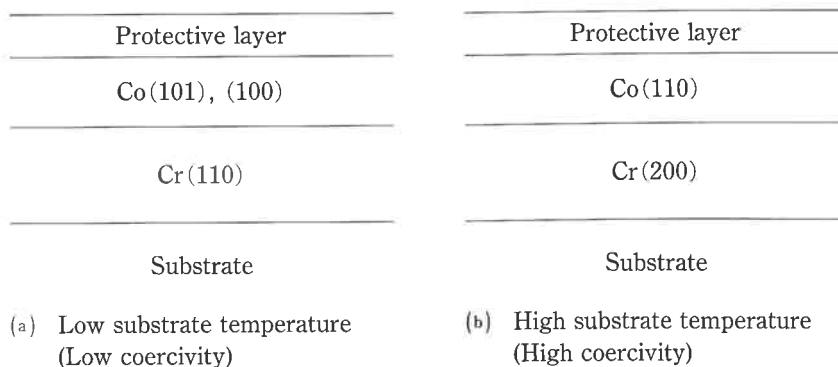 Protective layer
Co(101), (100)
Cr(110)
Substrate
(a) Low substrate temperature
(Low coercivity)
Protective layer
Co(110)
Cr(200)
Substrate
(b) High substrate temperature
(High coercivity)